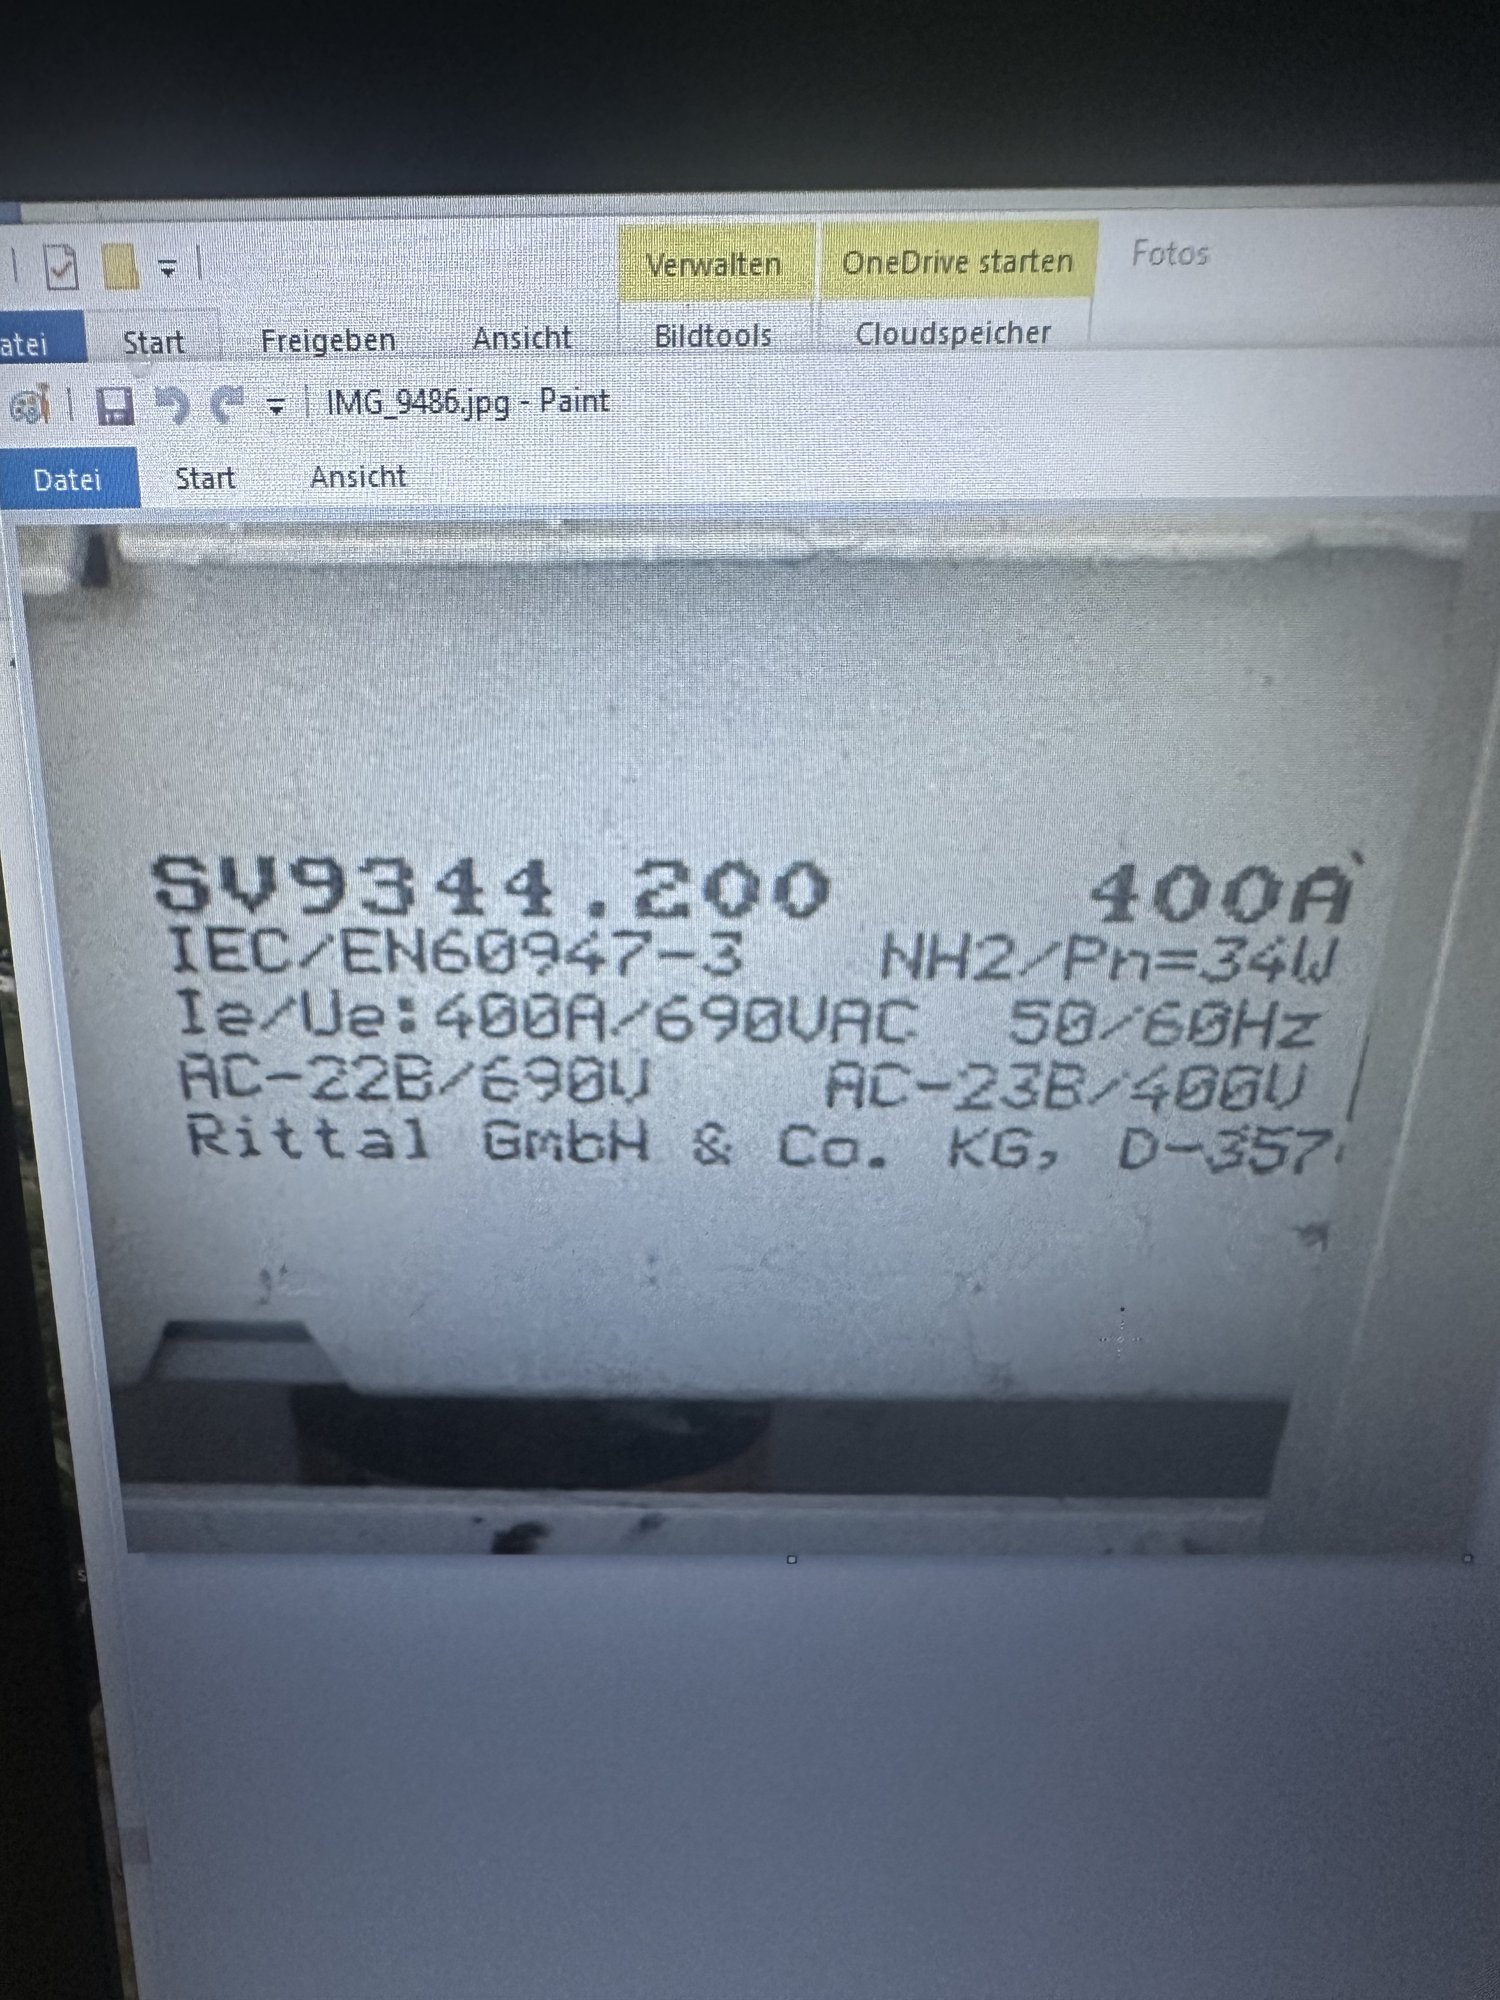 Verwalten OneDrive starten Fotos
atei Start Freigeben Ansicht Bildtools Cloudspeicher
IMG_9486.jpg - Paint
Datei Start Ansicht
SV9344.200 400A
IEC/EN60947-3 NH2/Pn=34W
Ie/Ue:400A/690VAC 50/60Hz
AC-22B/690V AC-23B/400V
Rittal GmbH & Co. KG, D-357